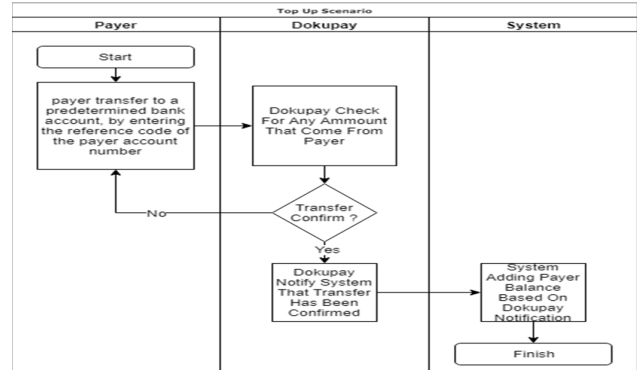 Top Up Scenario
Payer
Dokupay
System
Start
payer transfer to a
predetermined bank
account, by entering
the reference code of
the payer account
number
Dokupay Check
For Any Ammount
That Come From
Payer
Transfer
Confirm ?
No
Yes
Dokupay
Notify System
That Transfer
Has Been
Confirmed
System
Adding Payer
Balance
Based On
Dokupay
Notification
Finish